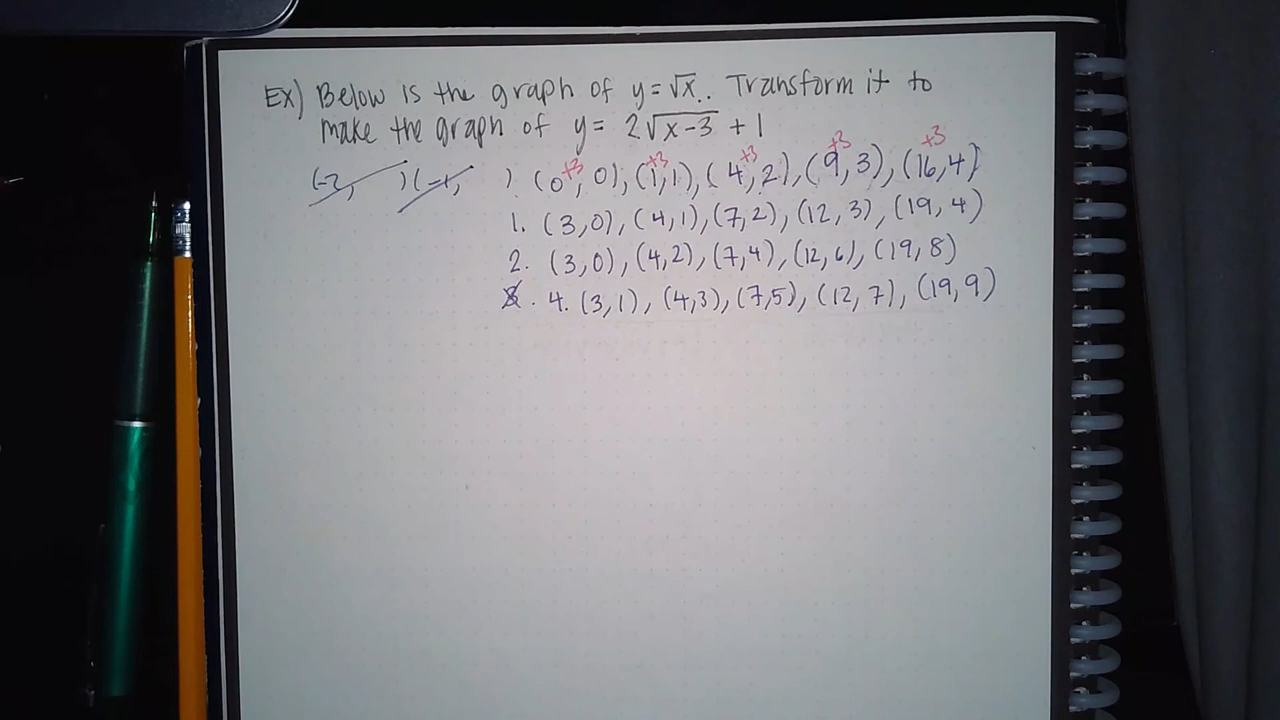 Ex) Below is the graph of y=√x.. Transform it to
make the graph of y= 2√x-3 + 1
+3 +3 +3 +3 +3
(-2, )(-1, ) (0, 0), (1,1), (4,2), (9,3), (16,4)
1. (3,0), (4,1), (7,2), (12,3), (19,4)
2. (3,0), (4,2), (7,4), (12,6), (19,8)
3. 4. (3,1), (4,3), (7,5), (12,7), (19,9)